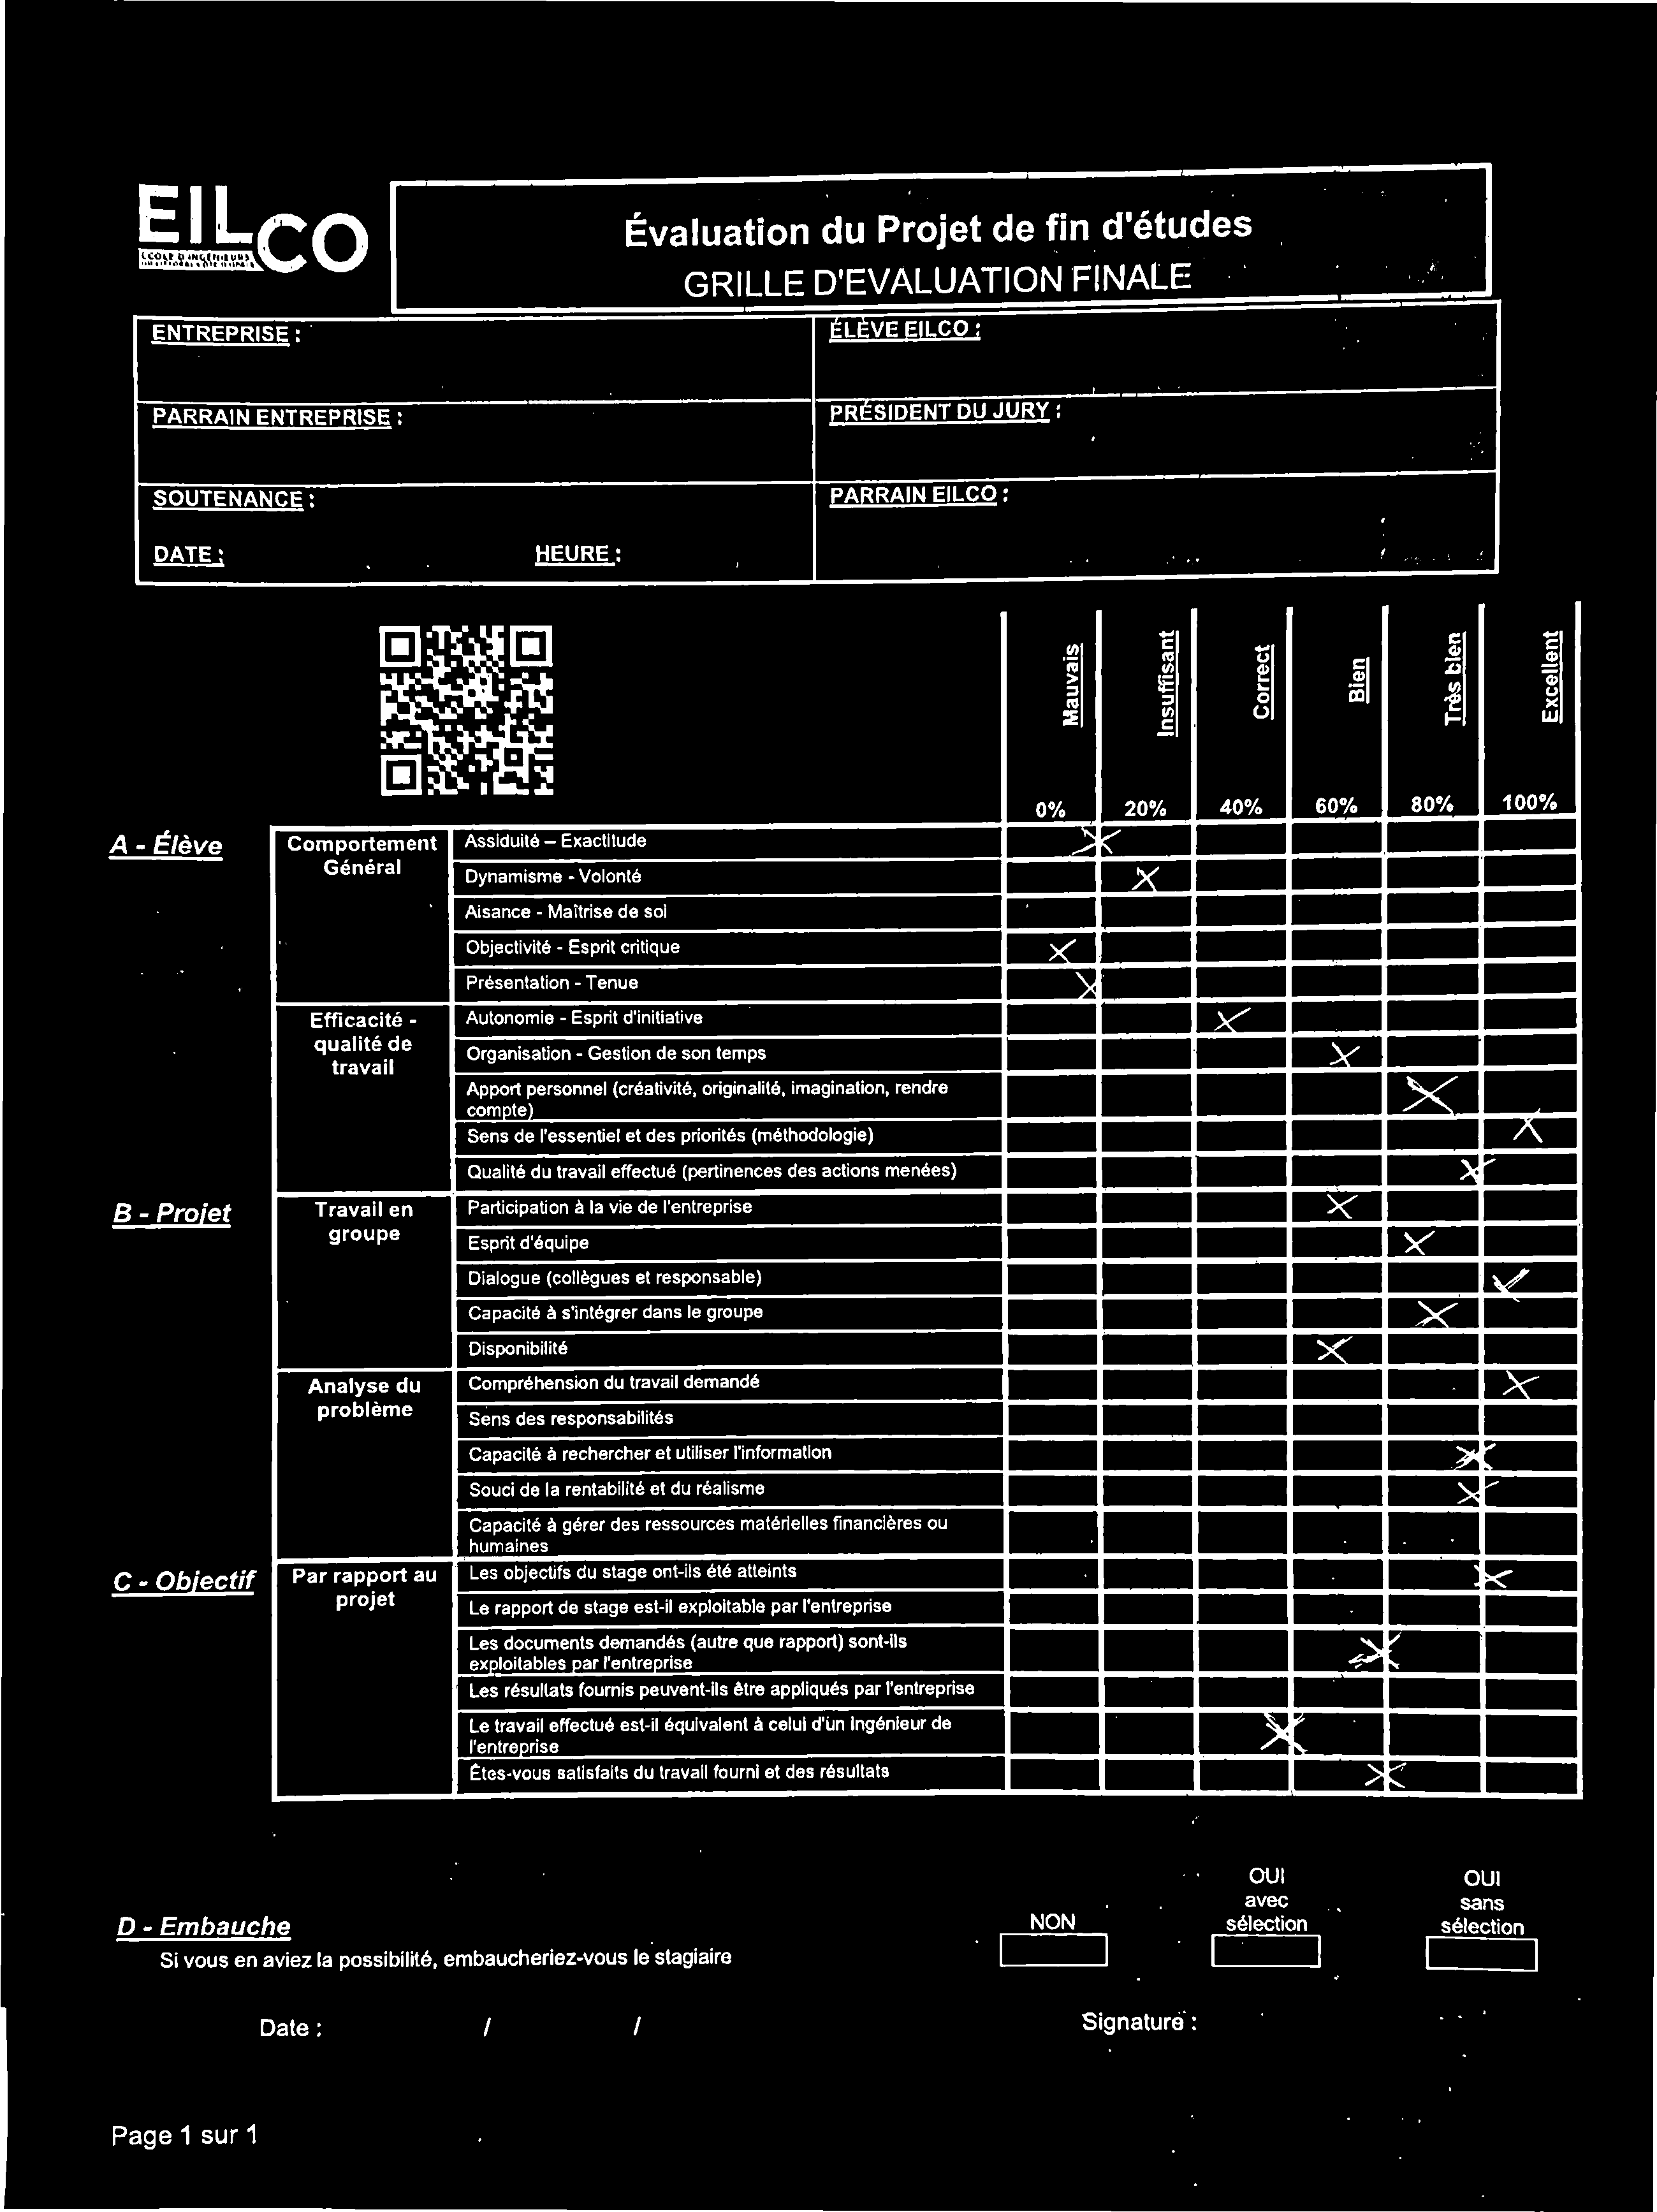 EILCO
ÉCOLE D'INGÉNIEURS
Évaluation du Projet de fin d'études
GRILLE D'EVALUATION FINALE
ENTREPRISE :
ÉLÈVE EILCO :
PARRAIN ENTREPRISE :
PRÉSIDENT DU JURY :
SOUTENANCE :
PARRAIN EILCO :
DATE : HEURE :
Mauvais Insuffisant Correct Bien Très bien Excellent
0% 20% 40% 60% 80% 100%
A - Élève
Comportement
Général
Assiduité – Exactitude
Dynamisme - Volonté
Aisance - Maîtrise de soi
Objectivité - Esprit critique
Présentation - Tenue
Efficacité -
qualité de
travail
Autonomie - Esprit d'initiative
Organisation - Gestion de son temps
Apport personnel (créativité, originalité, imagination, rendre
compte)
Sens de l'essentiel et des priorités (méthodologie)
Qualité du travail effectué (pertinences des actions menées)
B - Projet
Travail en
groupe
Participation à la vie de l'entreprise
Esprit d'équipe
Dialogue (collègues et responsable)
Capacité à s'intégrer dans le groupe
Disponibilité
Analyse du
problème
Compréhension du travail demandé
Sens des responsabilités
Capacité à rechercher et utiliser l'information
Souci de la rentabilité et du réalisme
Capacité à gérer des ressources matérielles financières ou
humaines
C - Objectif
Par rapport au
projet
Les objectifs du stage ont-ils été atteints
Le rapport de stage est-il exploitable par l'entreprise
Les documents demandés (autre que rapport) sont-ils
exploitables par l'entreprise
Les résultats fournis peuvent-ils être appliqués par l'entreprise
Le travail effectué est-il équivalent à celui d'un ingénieur de
l'entreprise
Êtes-vous satisfaits du travail fourni et des résultats
D - Embauche
Si vous en aviez la possibilité, embaucheriez-vous le stagiaire
NON
OUI
avec
sélection
OUI
sans
sélection
Date : / /
Signature :
Page 1 sur 1